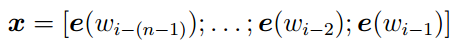 x = [e(w_{i−(n−1)}); . . . ; e(w_{i−2}); e(w_{i−1})]